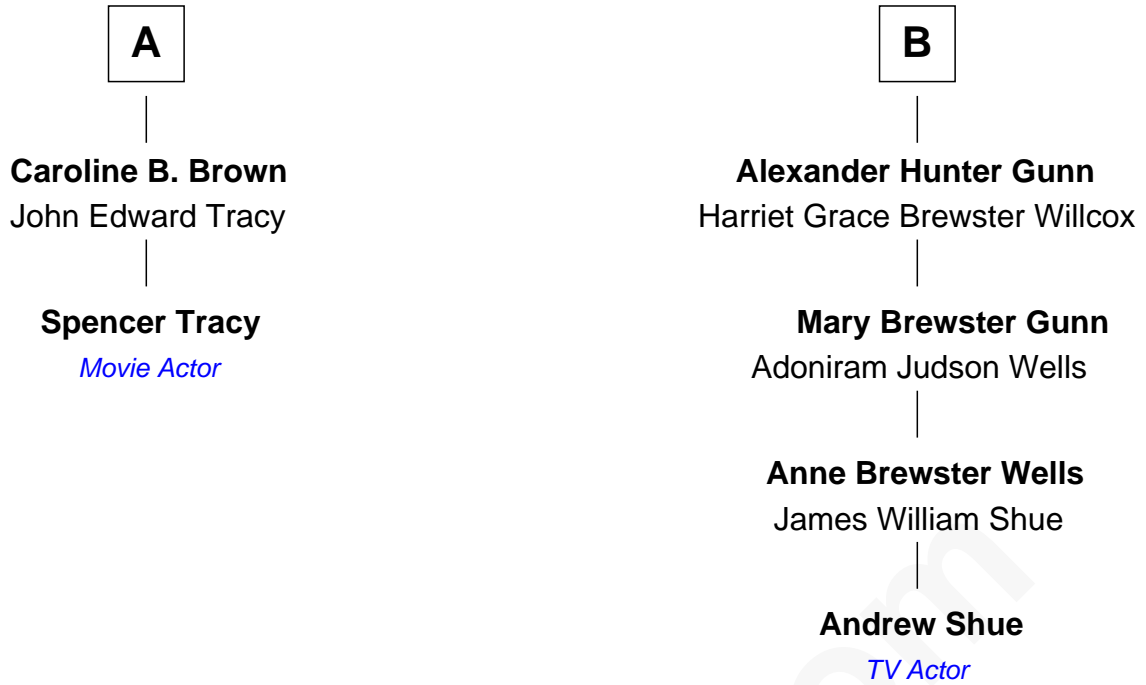 A
Caroline B. Brown
John Edward Tracy
Spencer Tracy
Movie Actor
B
Alexander Hunter Gunn
Harriet Grace Brewster Willcox
Mary Brewster Gunn
Adoniram Judson Wells
Anne Brewster Wells
James William Shue
Andrew Shue
TV Actor